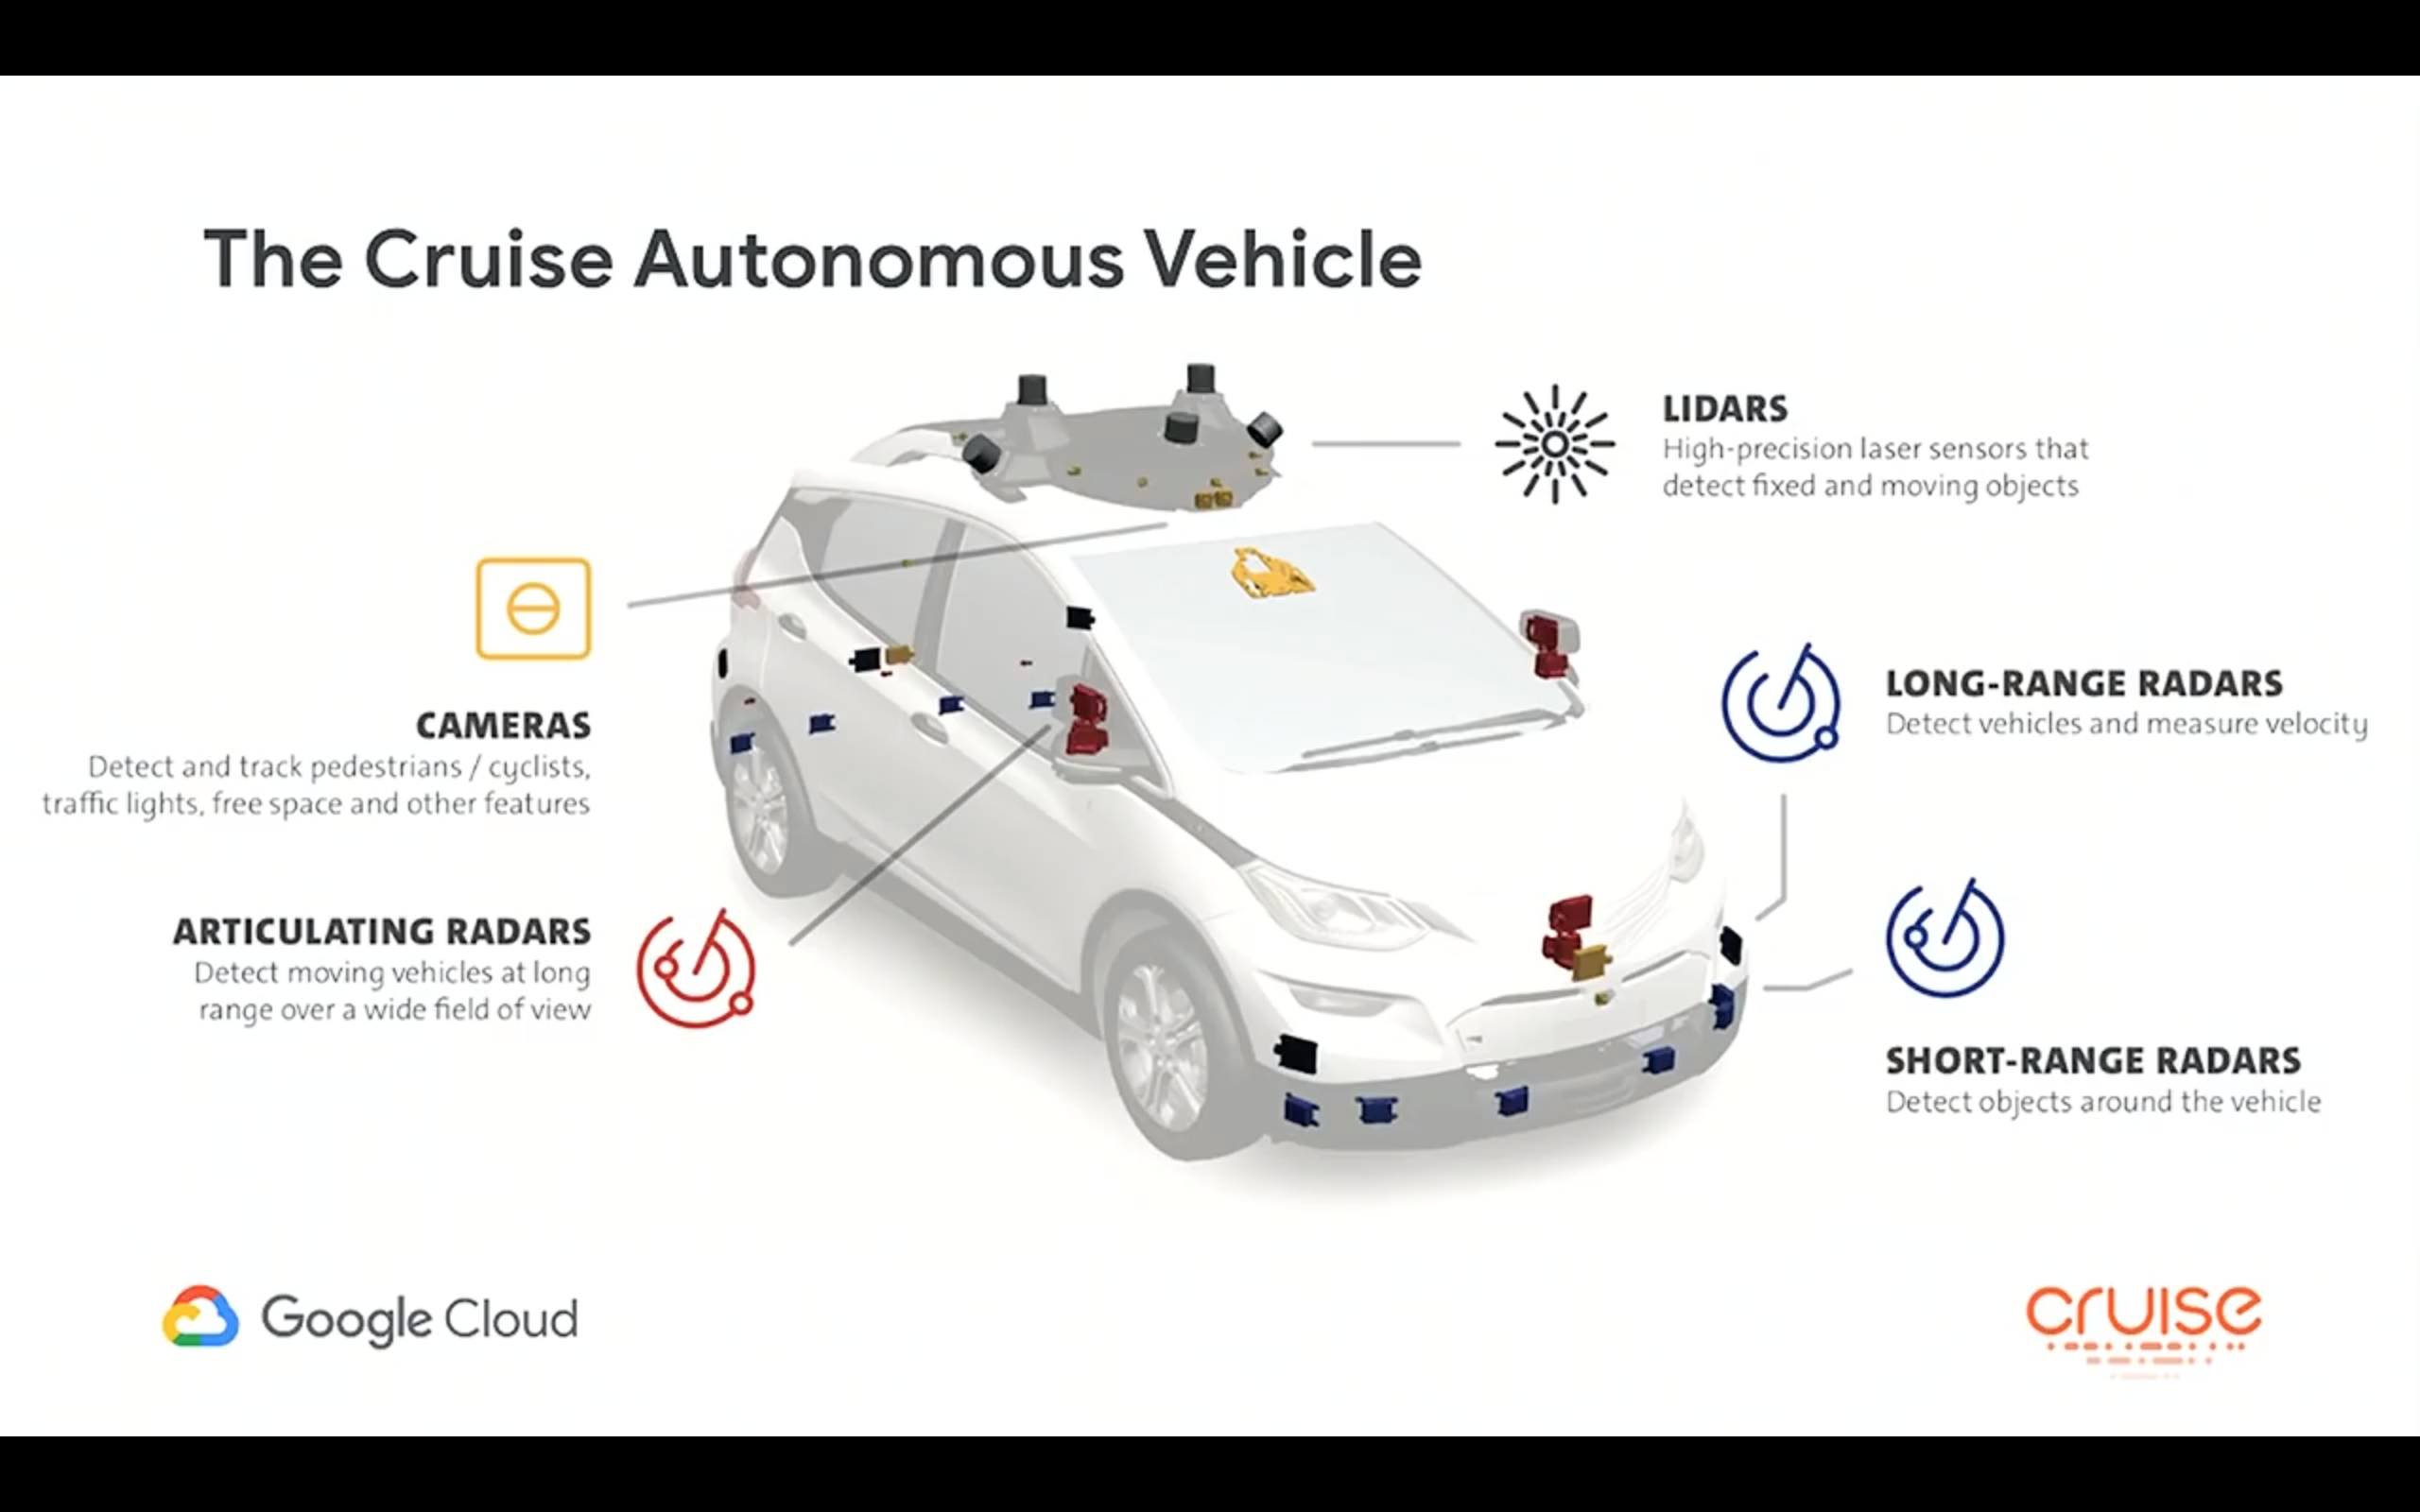 The Cruise Autonomous Vehicle
LIDARS
High-precision laser sensors that
detect fixed and moving objects
CAMERAS
Detect and track pedestrians / cyclists,
traffic lights, free space and other features
LONG-RANGE RADARS
Detect vehicles and measure velocity
ARTICULATING RADARS
Detect moving vehicles at long
range over a wide field of view
SHORT-RANGE RADARS
Detect objects around the vehicle
Google Cloud
cruise